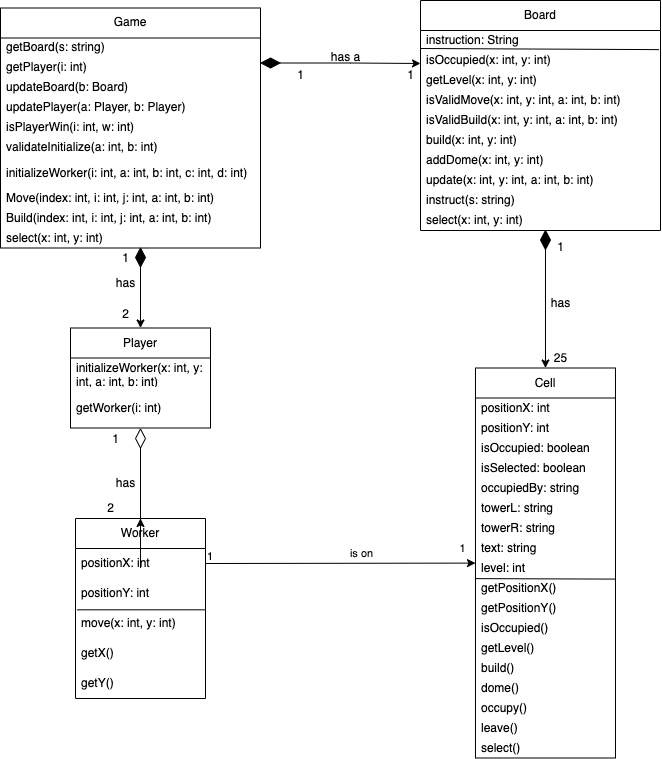 Game
getBoard(s: string)
getPlayer(i: int)
updateBoard(b: Board)
updatePlayer(a: Player, b: Player)
isPlayerWin(i: int, w: int)
validateInitialize(a: int, b: int)
initializeWorker(i: int, a: int, b: int, c: int, d: int)
Move(index: int, i: int, j: int, a: int, b: int)
Build(index: int, i: int, j: int, a: int, b: int)
select(x: int, y: int)
has a
1
1
Board
instruction: String
isOccupied(x: int, y: int)
getLevel(x: int, y: int)
isValidMove(x: int, y: int, a: int, b: int)
isValidBuild(x: int, y: int, a: int, b: int)
build(x: int, y: int)
addDome(x: int, y: int)
update(x: int, y: int, a: int, b: int)
instruct(s: string)
select(x: int, y: int)
1
has
2
1
has
25
Player
initializeWorker(x: int, y:
int, a: int, b: int)
getWorker(i: int)
1
has
2
Worker
positionX: int
positionY: int
move(x: int, y: int)
getX()
getY()
1
is on
1
Cell
positionX: int
positionY: int
isOccupied: boolean
isSelected: boolean
occupiedBy: string
towerL: string
towerR: string
text: string
level: int
getPositionX()
getPositionY()
isOccupied()
getLevel()
build()
dome()
occupy()
leave()
select()